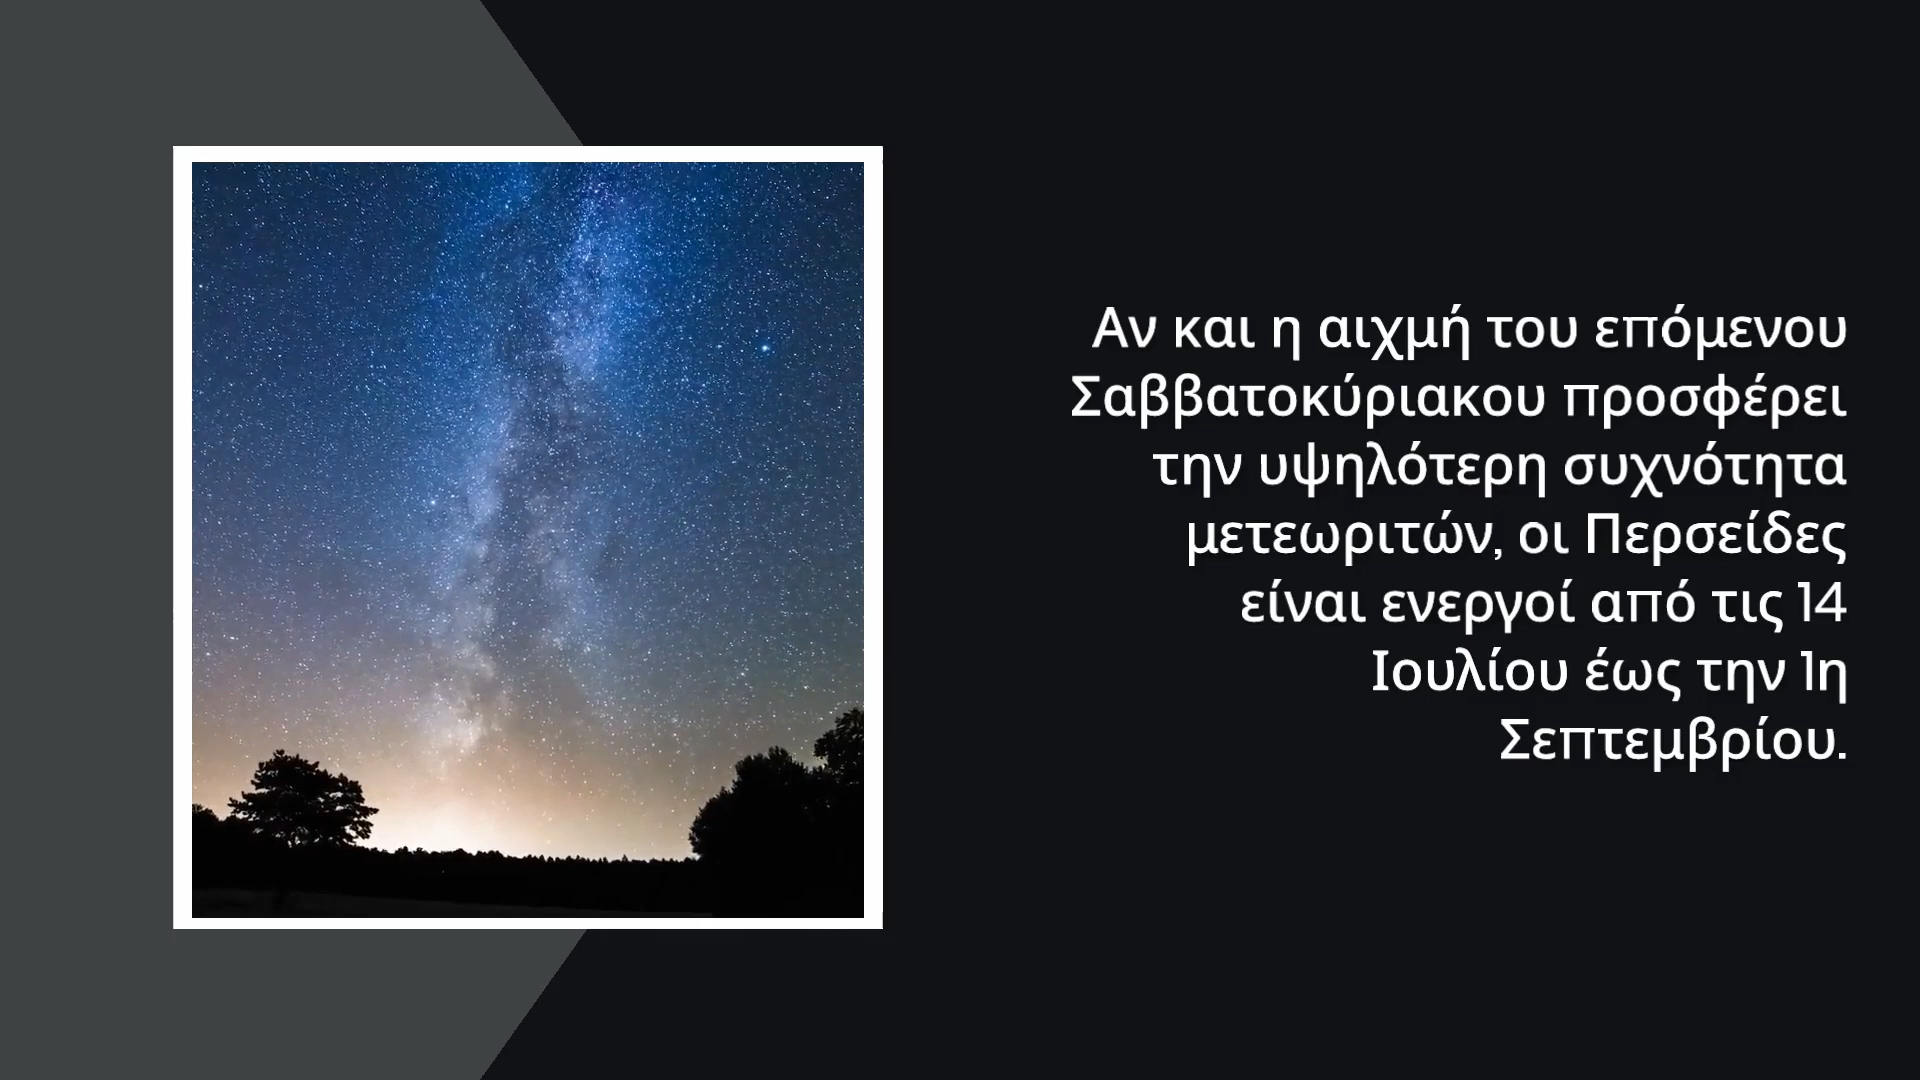 Αν και η αιχμή του επόμενου
Σαββατοκύριακου προσφέρει
την υψηλότερη συχνότητα
μετεωριτών, οι Περσείδες
είναι ενεργοί από τις 14
Ιουλίου έως την 1η
Σεπτεμβρίου.